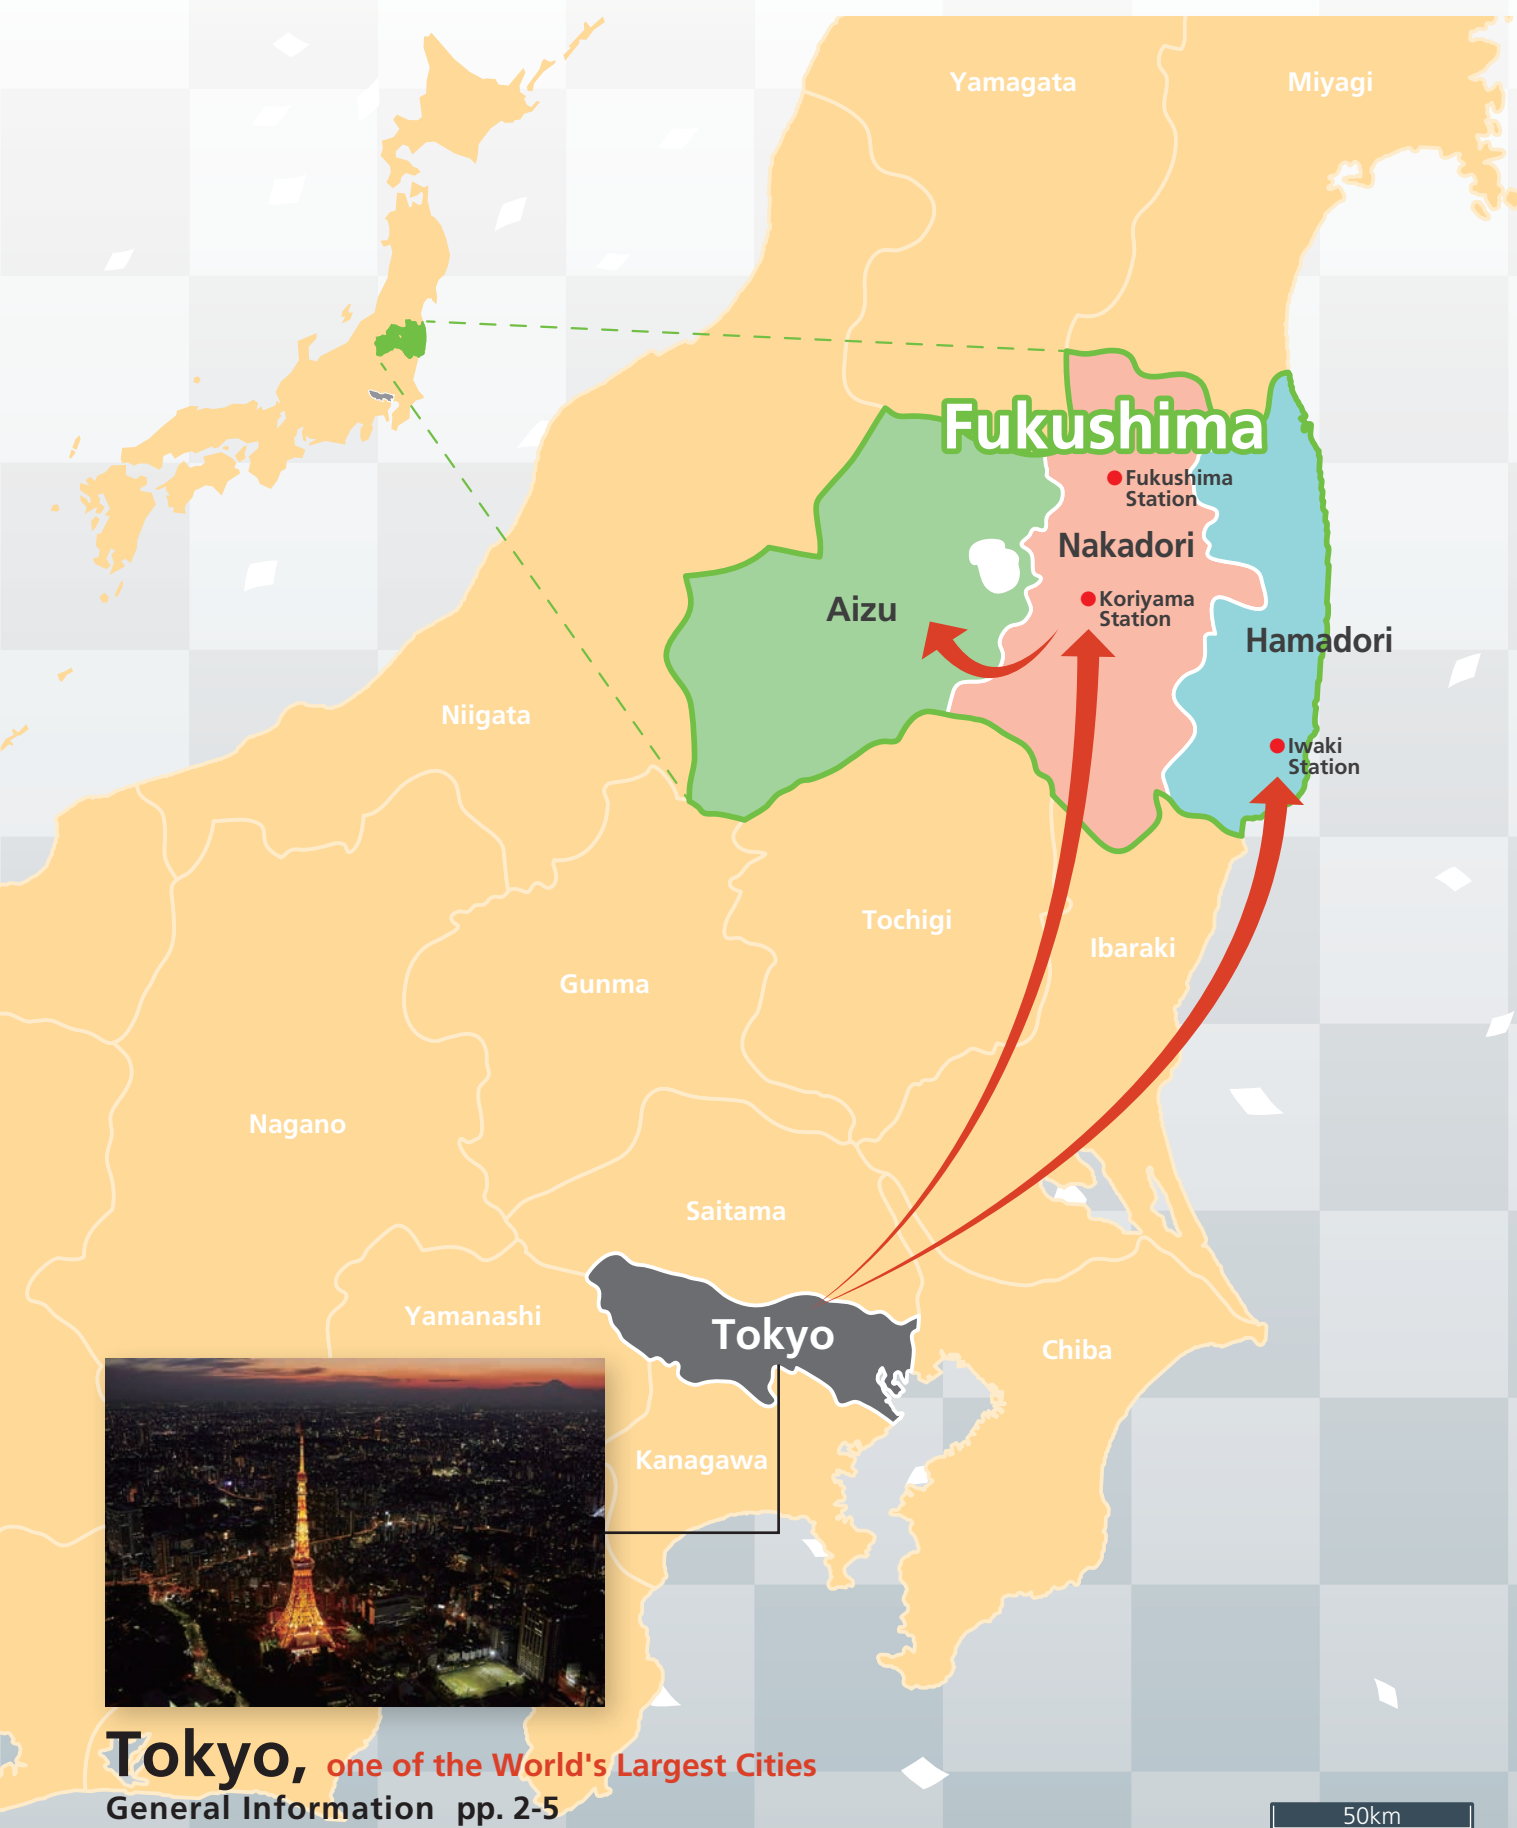 Yamagata
Miyagi
Fukushima
Fukushima
Station
Nakadori
Aizu
Koriyama
Station
Hamadori
Niigata
Iwaki
Station
Tochigi
Ibaraki
Gunma
Nagano
Saitama
Yamanashi
Tokyo
Chiba
Kanagawa
Tokyo, one of the World's Largest Cities
General Information pp. 2-5
50km